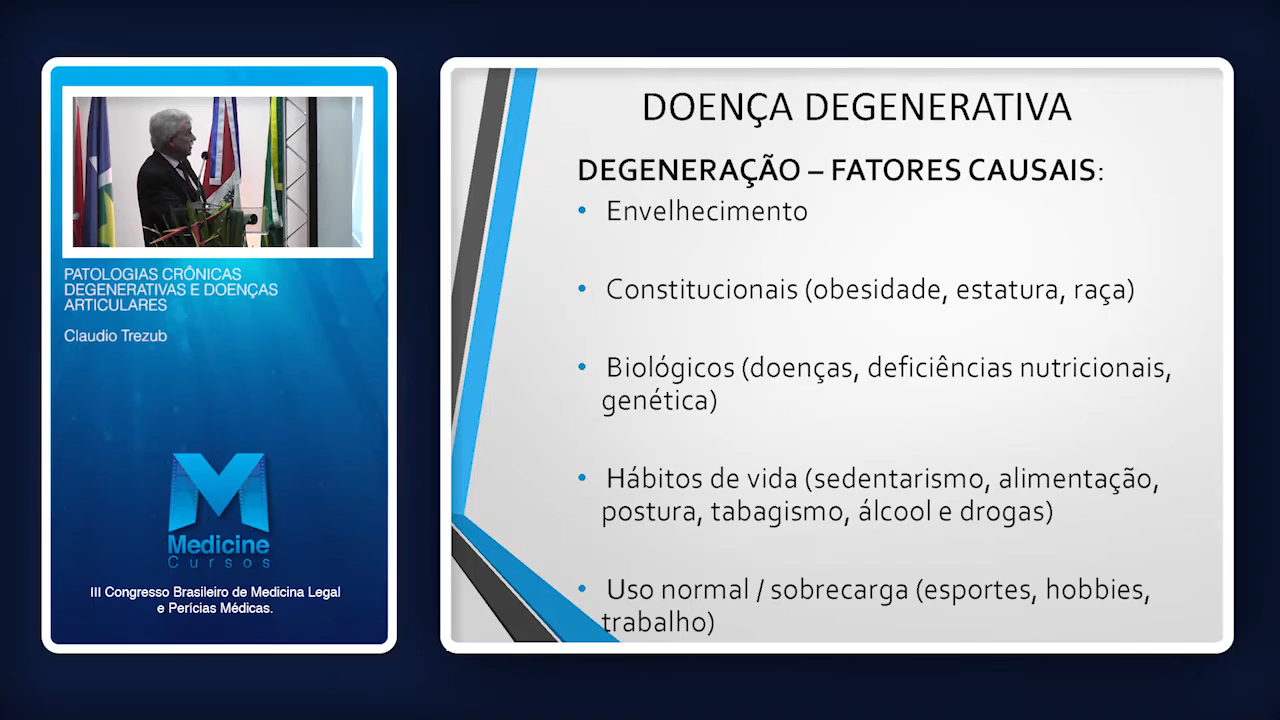 PATOLOGIAS CRÔNICAS
DEGENERATIVAS E DOENÇAS
ARTICULARES
Claudio Trezub
Medicine
Cursos
III Congresso Brasileiro de Medicina Legal
e Perícias Médicas.
DOENÇA DEGENERATIVA
DEGENERAÇÃO – FATORES CAUSAIS:
• Envelhecimento
• Constitucionais (obesidade, estatura, raça)
• Biológicos (doenças, deficiências nutricionais,
genética)
• Hábitos de vida (sedentarismo, alimentação,
postura, tabagismo, álcool e drogas)
• Uso normal / sobrecarga (esportes, hobbies,
trabalho)